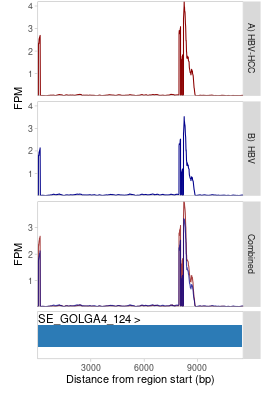 4
3
2
1
A) HBV-HCC
FPM
4
3
2
1
B) HBV
3
2
1
Combined
FPM
SE_GOLGA4_124 >
3000 6000 9000
Distance from region start (bp)